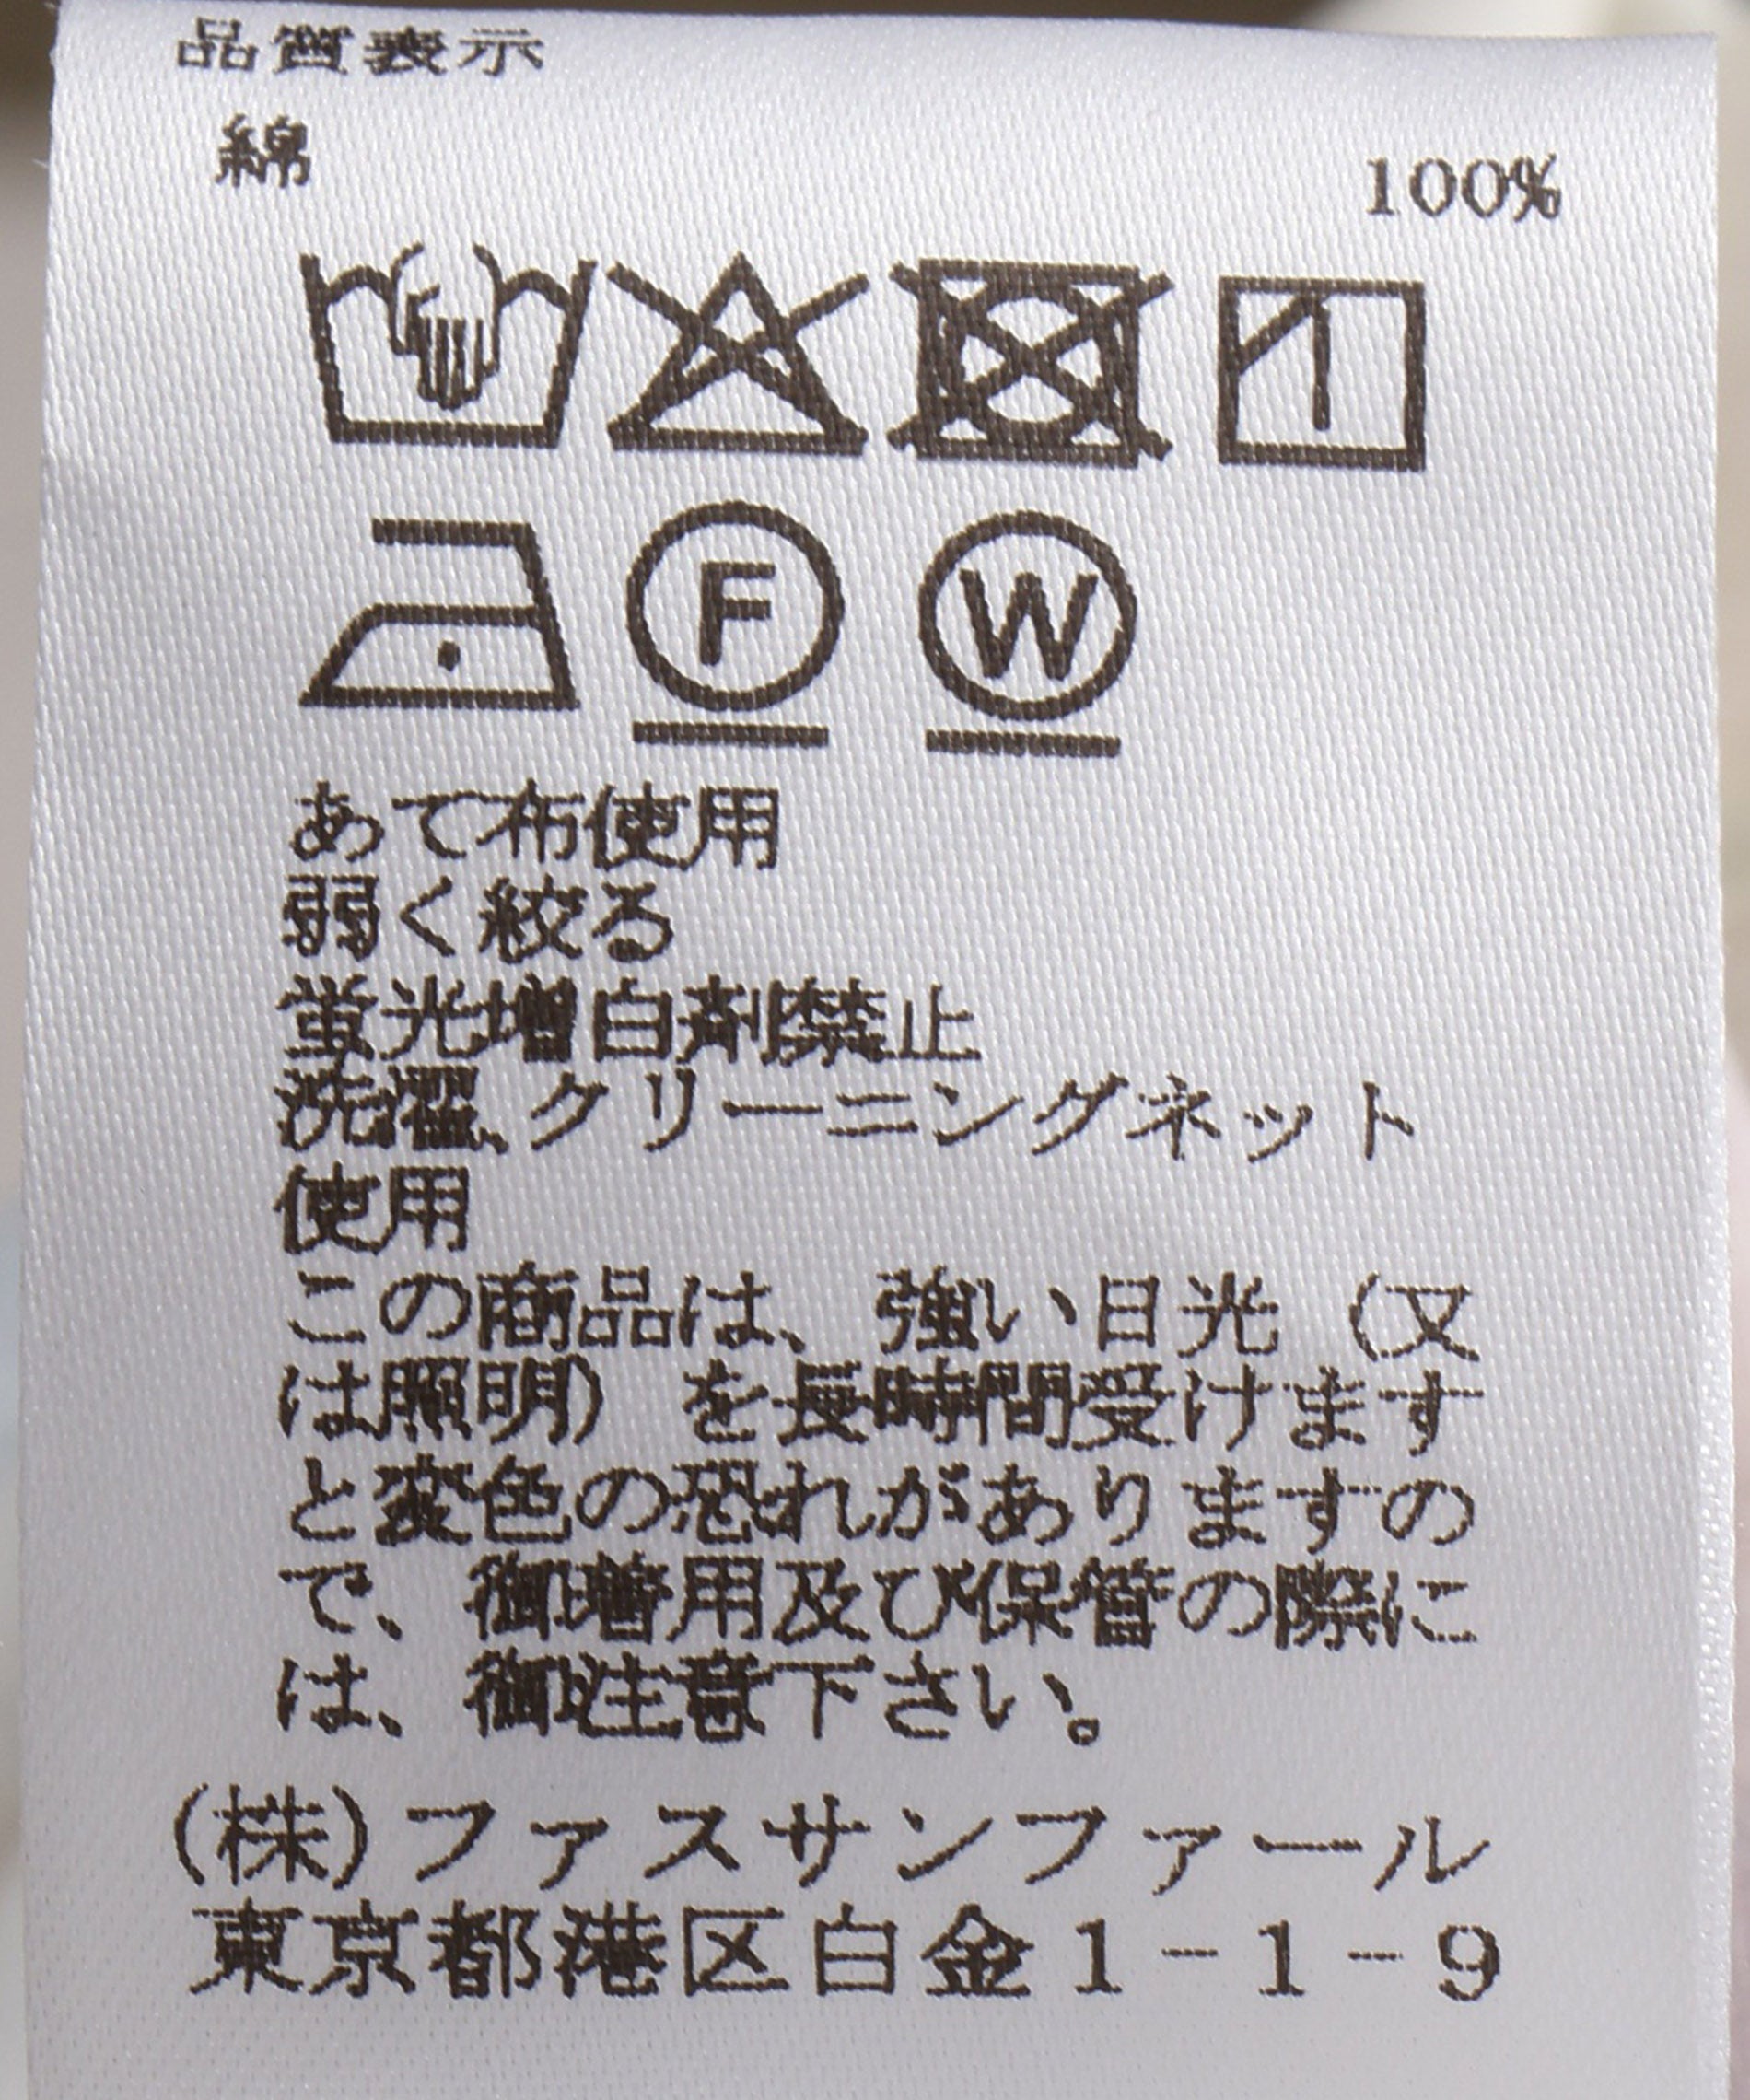 品質表示
綿 100%
F W
あて布使用
弱く絞る
蛍光増白剤禁止
洗濯、クリーニングネット
使用
この商品は、強い日光（又
は照明）を長時間受けます
と変色の恐れがありますの
で、御着用及び保管の際に
は、御注意下さい。
(株)ファスサンファール
東京都港区白金1-1-9